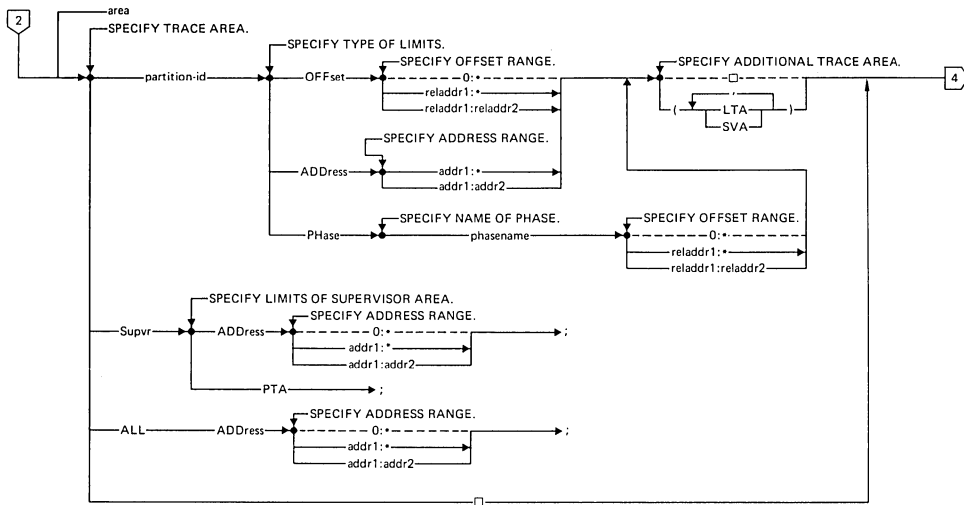 2
area
SPECIFY TRACE AREA.
partition-id
SPECIFY TYPE OF LIMITS.
OFFset
SPECIFY OFFSET RANGE.
0:*
reladdr1:*
reladdr1:reladdr2
SPECIFY ADDITIONAL TRACE AREA.
,
( LTA )
SVA
4
SPECIFY ADDRESS RANGE.
ADDress
addr1:*
addr1:addr2
PHase
SPECIFY NAME OF PHASE.
phasename
SPECIFY OFFSET RANGE.
0:*
reladdr1:*
reladdr1:reladdr2
SPECIFY LIMITS OF SUPERVISOR AREA.
Supvr
ADDress
SPECIFY ADDRESS RANGE.
0:*
addr1:*
addr1:addr2
;
PTA ;
ALL ADDress
SPECIFY ADDRESS RANGE.
0:*
addr1:*
addr1:addr2
;